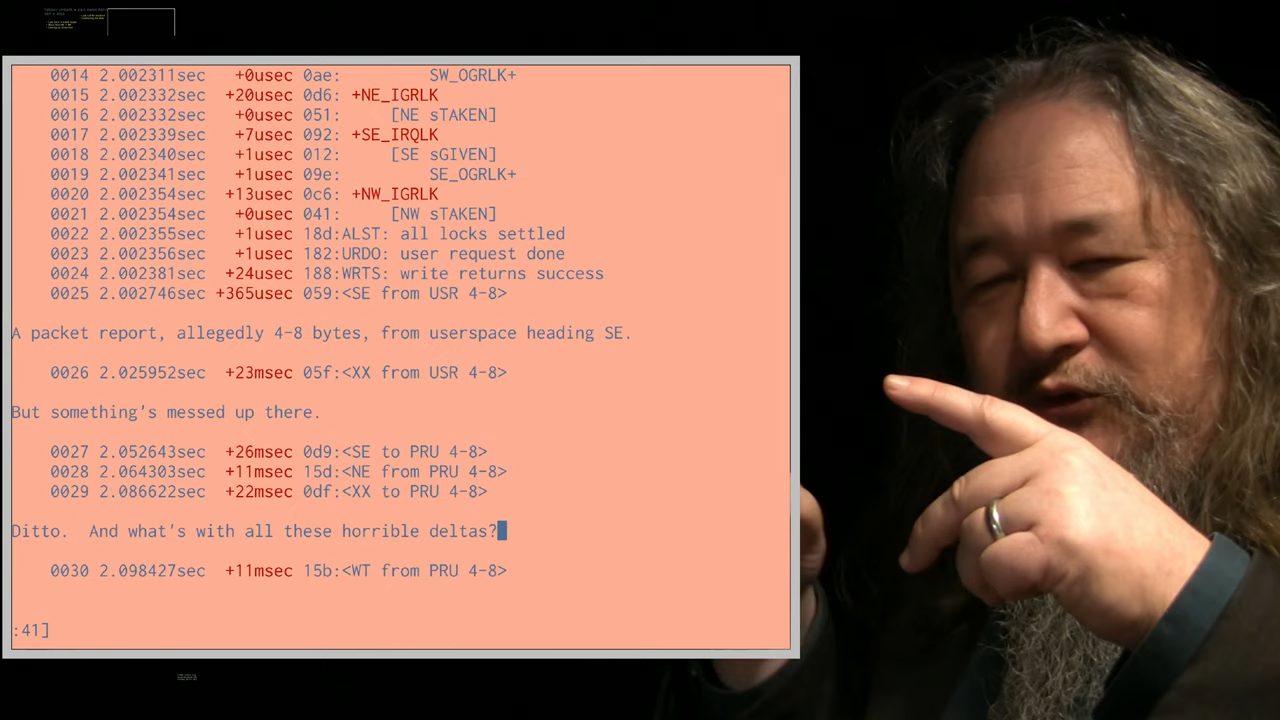 0014 2.002311sec +0usec 0ae: SW_OGRLK+
0015 2.002332sec +20usec 0d6: +NE_IGRLK
0016 2.002332sec +0usec 051: [NE sTAKEN]
0017 2.002339sec +7usec 092: +SE_IRQLK
0018 2.002340sec +1usec 012: [SE sGIVEN]
0019 2.002341sec +1usec 09e: SE_OGRLK+
0020 2.002354sec +13usec 0c6: +NW_IGRLK
0021 2.002354sec +0usec 041: [NW sTAKEN]
0022 2.002355sec +1usec 18d:ALST: all locks settled
0023 2.002356sec +1usec 182:URDO: user request done
0024 2.002381sec +24usec 188:WRTS: write returns success
0025 2.002746sec +365usec 059:<SE from USR 4-8>
A packet report, allegedly 4-8 bytes, from userspace heading SE.
0026 2.025952sec +23msec 05f:<XX from USR 4-8>
But something's messed up there.
0027 2.052643sec +26msec 0d9:<SE to PRU 4-8>
0028 2.064303sec +11msec 15d:<NE from PRU 4-8>
0029 2.086622sec +22msec 0df:<XX to PRU 4-8>
Ditto.  And what's with all these horrible deltas?
0030 2.098427sec +11msec 15b:<WT from PRU 4-8>
:41]